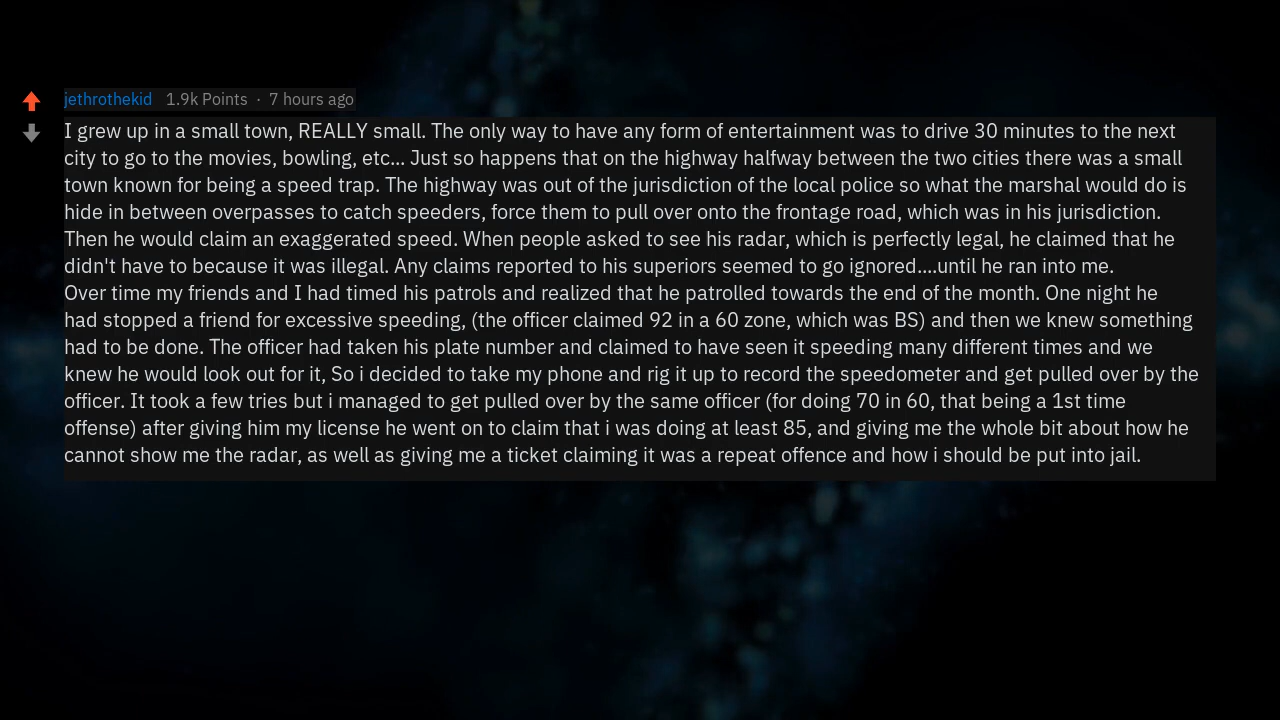 jethrothekid 1.9k Points · 7 hours ago
I grew up in a small town, REALLY small. The only way to have any form of entertainment was to drive 30 minutes to the next
city to go to the movies, bowling, etc... Just so happens that on the highway halfway between the two cities there was a small
town known for being a speed trap. The highway was out of the jurisdiction of the local police so what the marshal would do is
hide in between overpasses to catch speeders, force them to pull over onto the frontage road, which was in his jurisdiction.
Then he would claim an exaggerated speed. When people asked to see his radar, which is perfectly legal, he claimed that he
didn't have to because it was illegal. Any claims reported to his superiors seemed to go ignored....until he ran into me.
Over time my friends and I had timed his patrols and realized that he patrolled towards the end of the month. One night he
had stopped a friend for excessive speeding, (the officer claimed 92 in a 60 zone, which was BS) and then we knew something
had to be done. The officer had taken his plate number and claimed to have seen it speeding many different times and we
knew he would look out for it, So i decided to take my phone and rig it up to record the speedometer and get pulled over by the
officer. It took a few tries but i managed to get pulled over by the same officer (for doing 70 in 60, that being a 1st time
offense) after giving him my license he went on to claim that i was doing at least 85, and giving me the whole bit about how he
cannot show me the radar, as well as giving me a ticket claiming it was a repeat offence and how i should be put into jail.